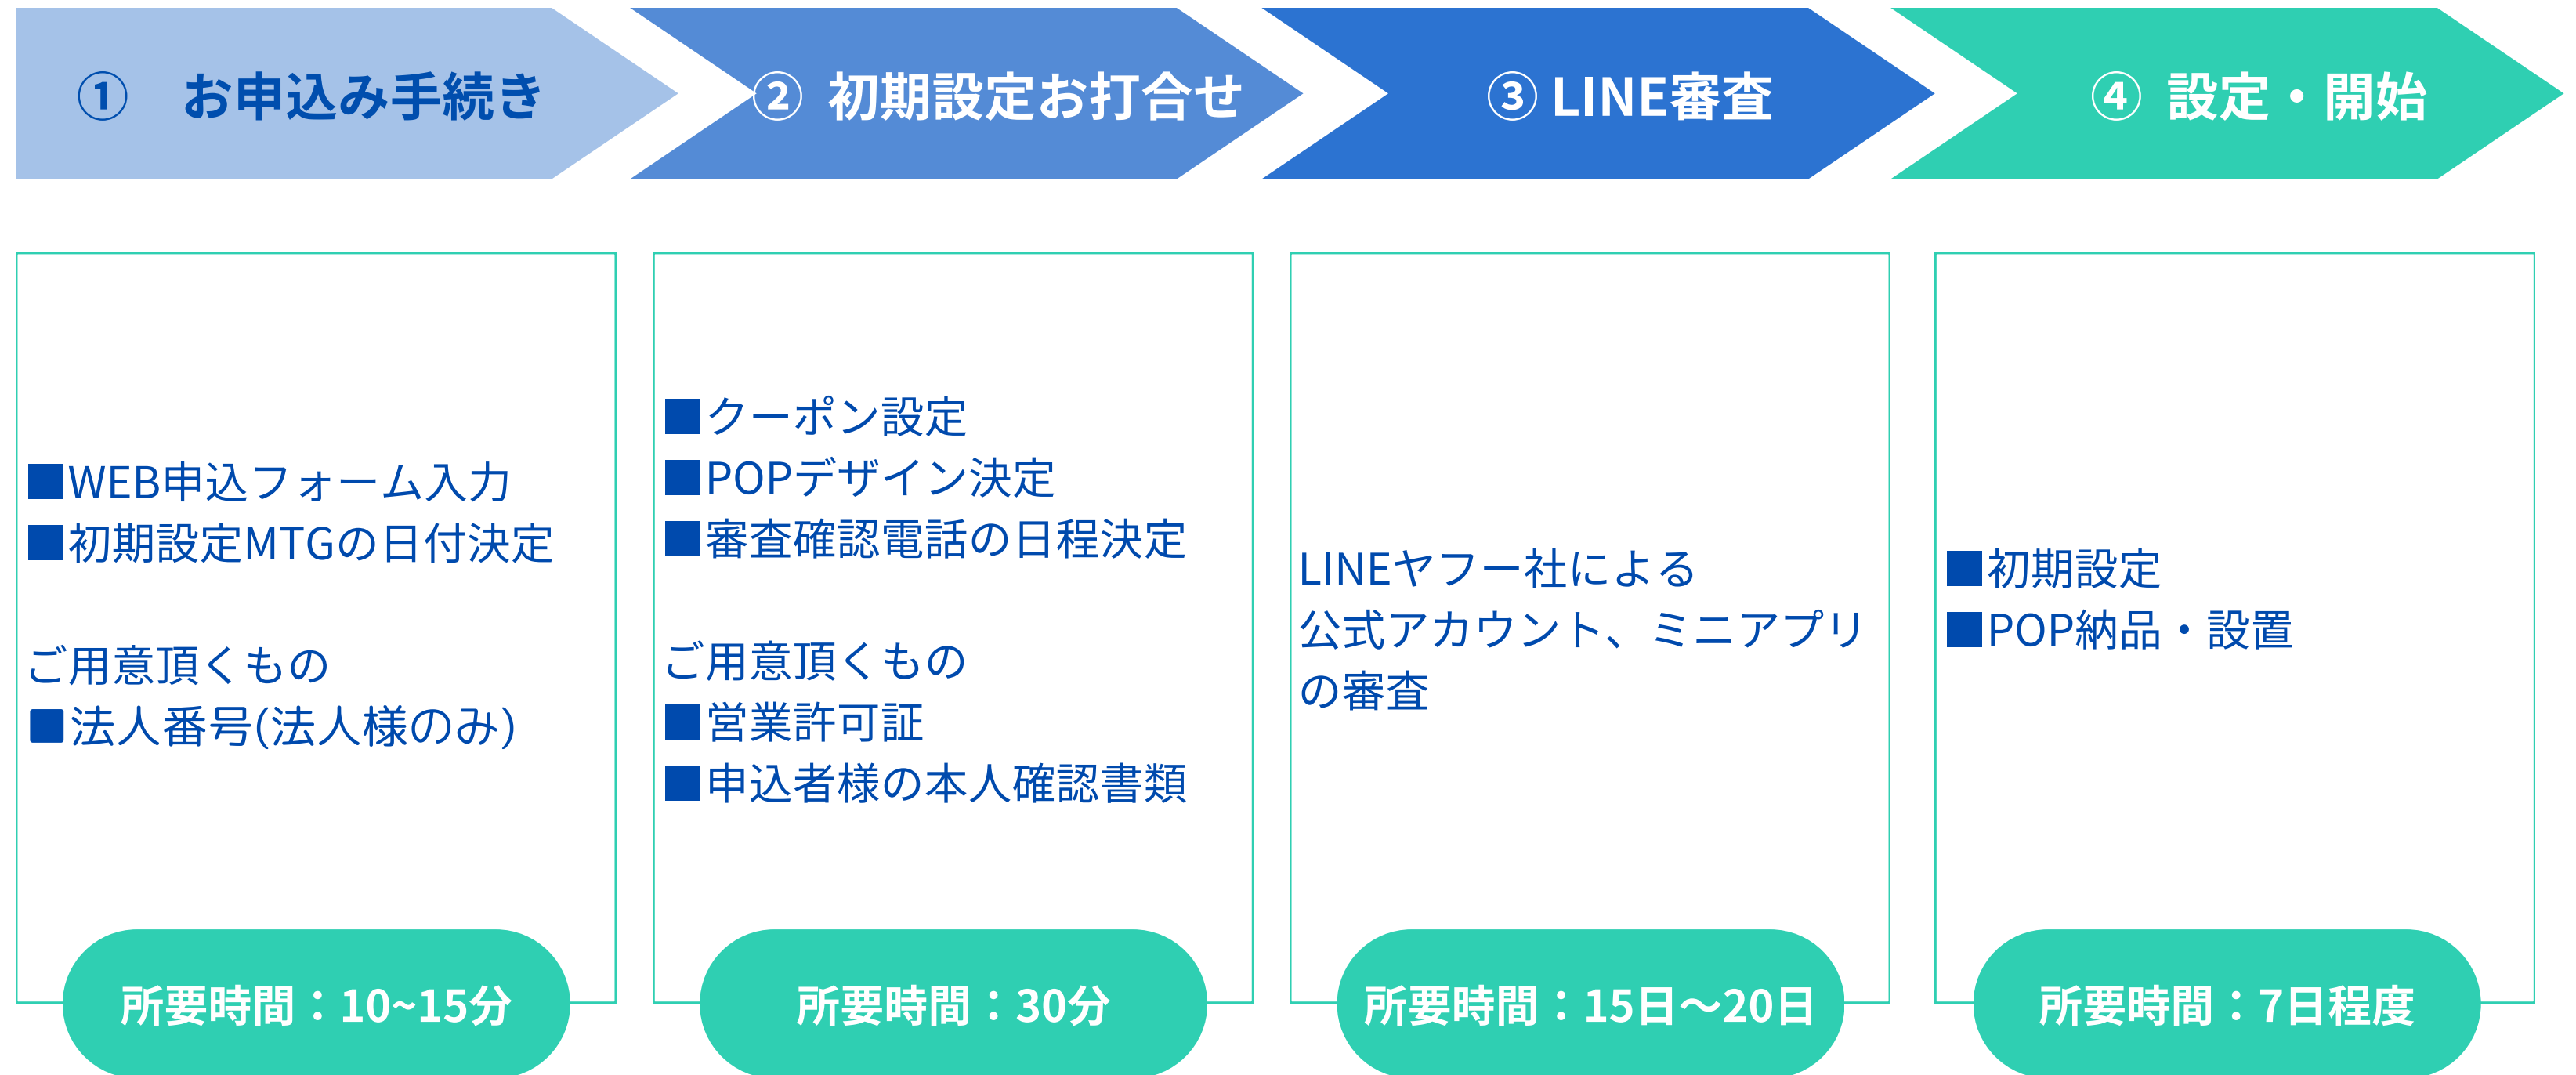 ① お申込み手続き
② 初期設定お打合せ
③ LINE審査
④ 設定・開始
■WEB申込フォーム入力
■初期設定MTGの日付決定
ご用意頂くもの
■法人番号(法人様のみ)
所要時間：10~15分
■クーポン設定
■POPデザイン決定
■審査確認電話の日程決定
ご用意頂くもの
■営業許可証
■申込者様の本人確認書類
所要時間：30分
LINEヤフー社による
公式アカウント、ミニアプリ
の審査
所要時間：15日～20日
■初期設定
■POP納品・設置
所要時間：7日程度